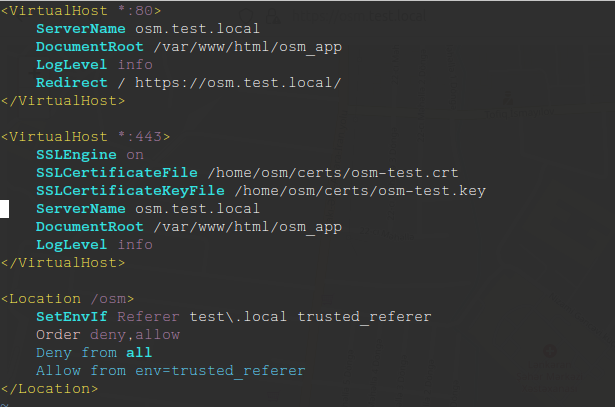 <VirtualHost *:80>
ServerName osm.test.local
DocumentRoot /var/www/html/osm_app
LogLevel info
Redirect / https://osm.test.local/
</VirtualHost>
<VirtualHost *:443>
SSLEngine on
SSLCertificateFile /home/osm/certs/osm-test.crt
SSLCertificateKeyFile /home/osm/certs/osm-test.key
ServerName osm.test.local
DocumentRoot /var/www/html/osm_app
LogLevel info
</VirtualHost>
<Location /osm>
SetEnvIf Referer test\.local trusted_referer
Order deny,allow
Deny from all
Allow from env=trusted_referer
</Location>
~